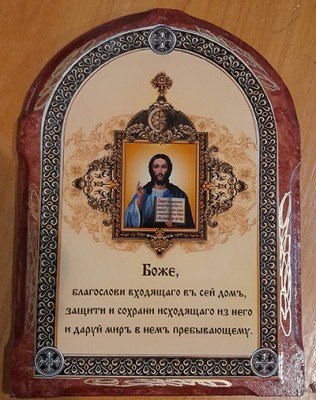 Боже,
благослови входящаго въ сей домъ,
защити и сохрани исходящаго из него
и даруй миръ в немъ пребывающему.